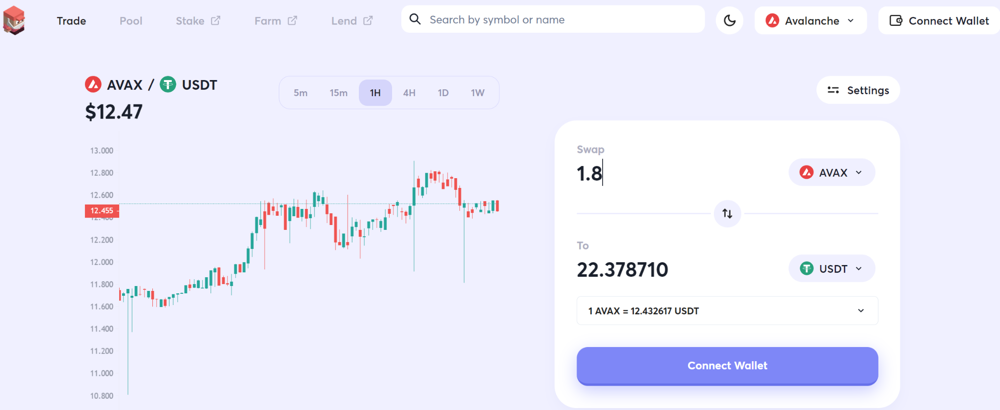 Trade Pool Stake Farm Lend Search by symbol or name Avalanche Connect Wallet
AVAX / USDT
$12.47
5m 15m 1H 4H 1D 1W
Settings
13.000
12.800
12.600
12.455
12.400
12.200
12.000
11.800
11.600
11.400
11.200
11.000
10.800
Swap
1.8 AVAX
To
22.378710 USDT
1 AVAX = 12.432617 USDT
Connect Wallet